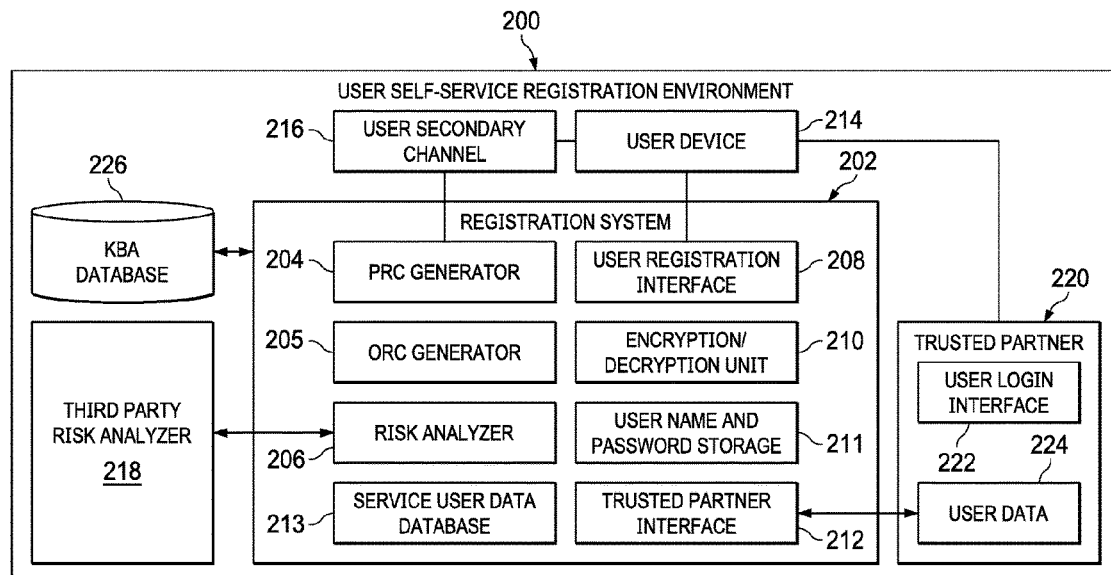 200
USER SELF-SERVICE REGISTRATION ENVIRONMENT
216
USER SECONDARY
CHANNEL
USER DEVICE
214
226
KBA
DATABASE
202
REGISTRATION SYSTEM
204
PRC GENERATOR
USER REGISTRATION
INTERFACE
208
205
ORC GENERATOR
ENCRYPTION/
DECRYPTION UNIT
210
THIRD PARTY
RISK ANALYZER
218
RISK ANALYZER
206
USER NAME AND
PASSWORD STORAGE
211
213
SERVICE USER DATA
DATABASE
TRUSTED PARTNER
INTERFACE
212
220
TRUSTED PARTNER
USER LOGIN
INTERFACE
222
224
USER DATA